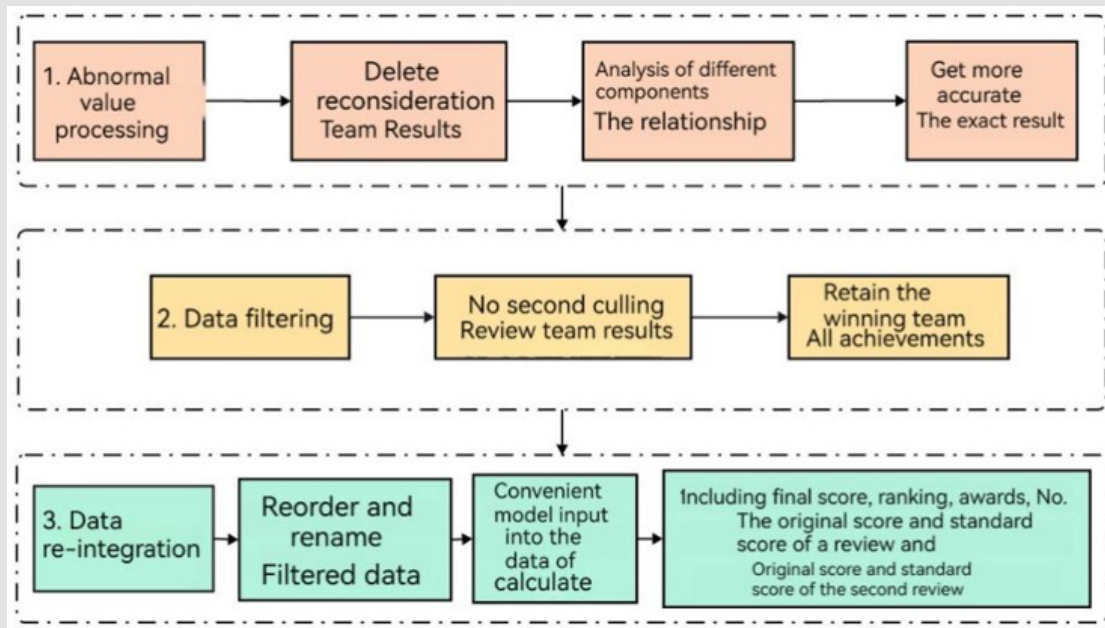 1. Abnormal
value
processing
Delete
reconsideration
Team Results
Analysis of different
components
The relationship
Get more
accurate
The exact result
2. Data filtering
No second culling
Review team results
Retain the
winning team
All achievements
3. Data
re-integration
Reorder and
rename
Filtered data
Convenient
model input
into the
data of
calculate
Including final score, ranking, awards, No.
The original score and standard
score of a review and
Original score and standard
score of the second review